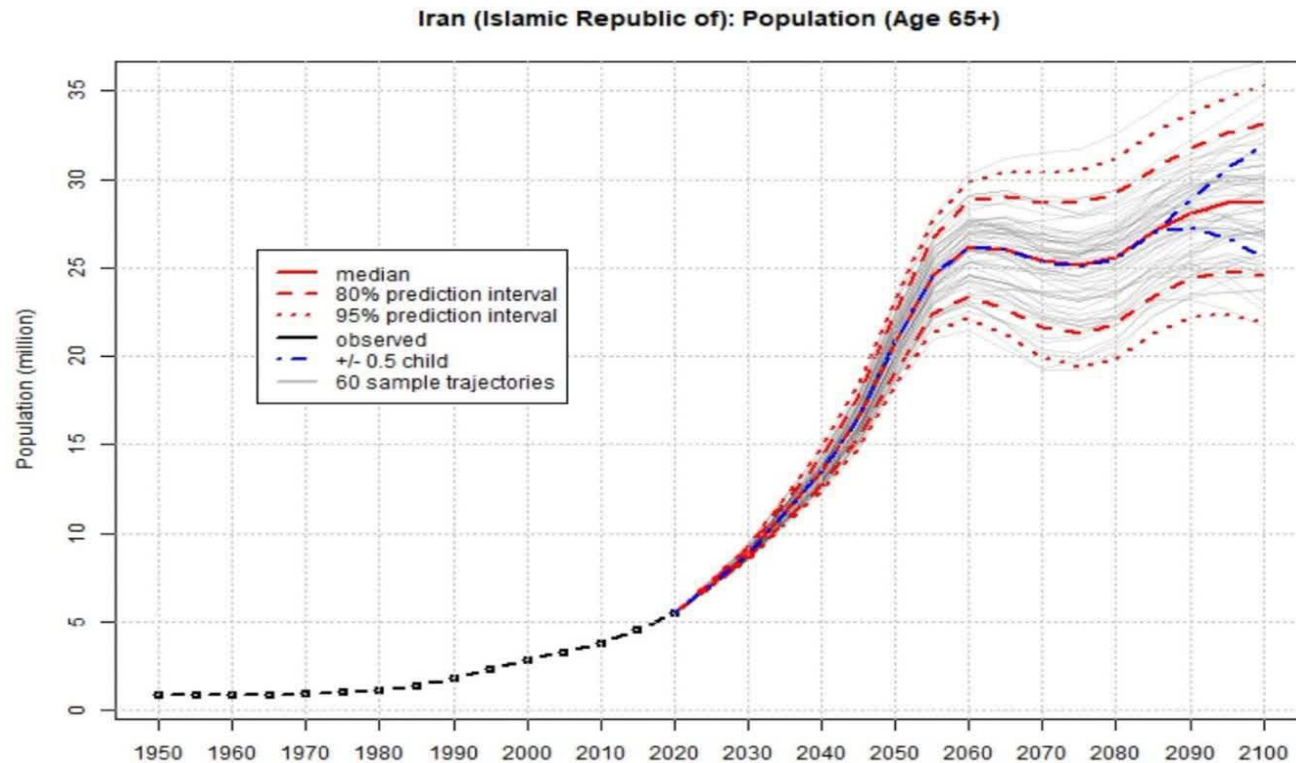 Iran (Islamic Republic of): Population (Age 65+)
Population (million)
35
30
25
20
15
10
5
0
median
80% prediction interval
95% prediction interval
observed
+/- 0.5 child
60 sample trajectories
1950 1960 1970 1980 1990 2000 2010 2020 2030 2040 2050 2060 2070 2080 2090 2100